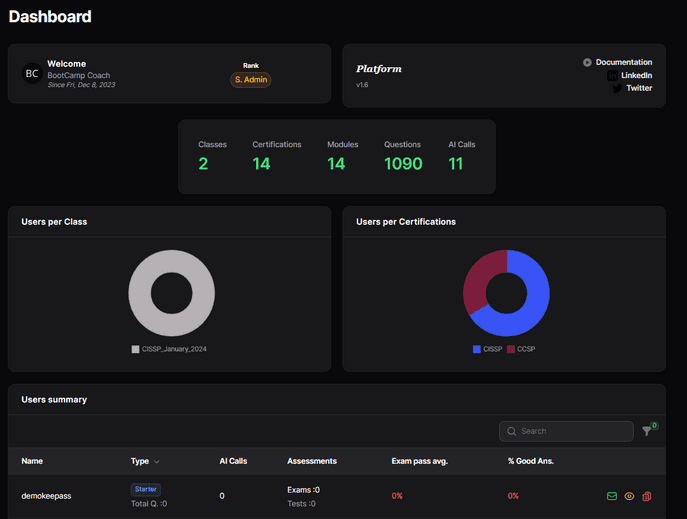 Dashboard
BC
Welcome
BootCamp Coach
Since Fri, Dec 8, 2023
Rank
S. Admin
Platform
v1.6
Documentation
LinkedIn
Twitter
Classes Certifications Modules Questions AI Calls
2 14 14 1090 11
Users per Class
CISSP_January_2024
Users per Certifications
CISSP CCSP
Users summary
Search
0
Name Type AI Calls Assessments Exam pass avg. % Good Ans.
demokeepass
Starter
Total Q. :0
0
Exams :0
Tests :0
0%
0%